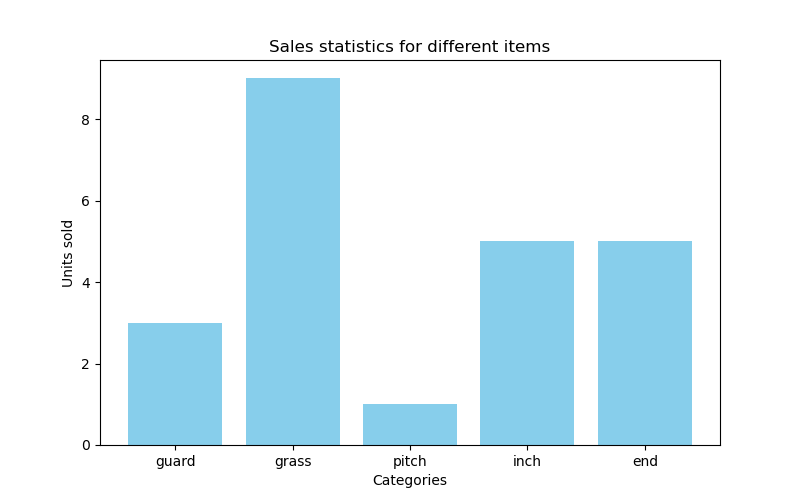 Sales statistics for different items
8
6
4
2
0
Units sold
guard grass pitch inch end
Categories